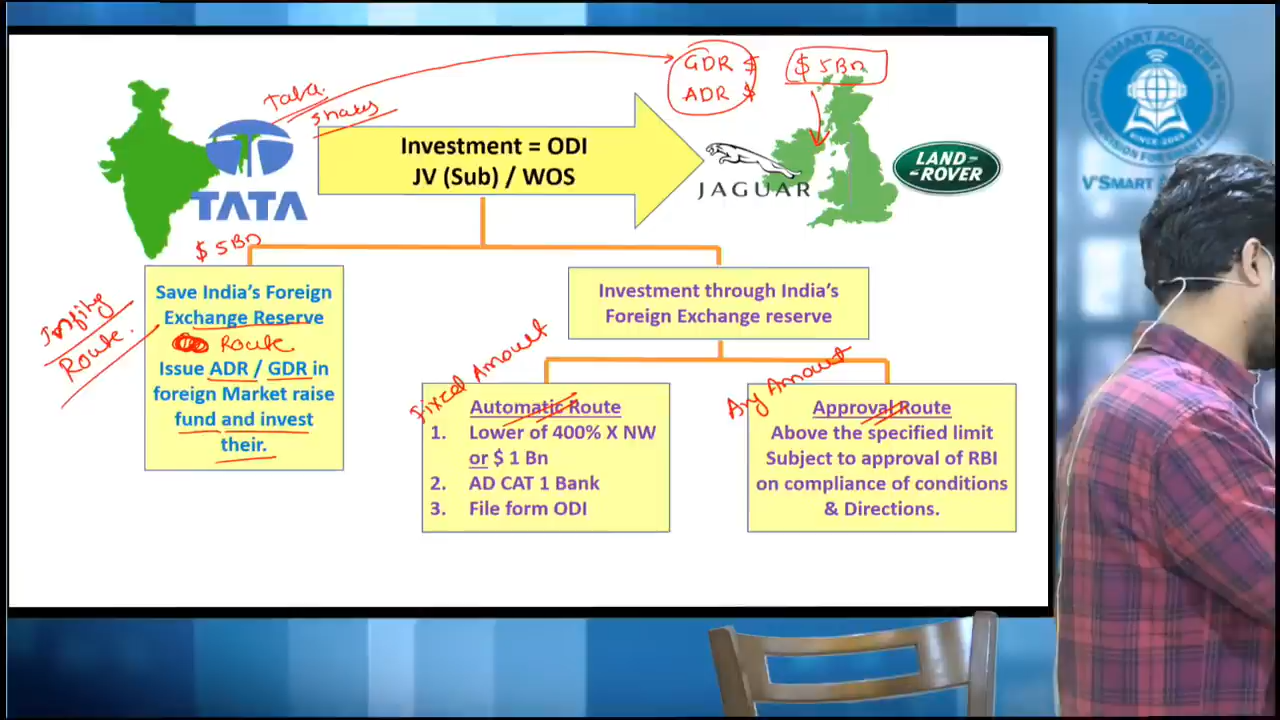 GDR $
ADR $
$ 5Bn
Tata
shares
Investment = ODI
JV (Sub) / WOS
TATA
JAGUAR
LAND-
ROVER
V'SMART ACADEMY
SINCE-2004
V'Smart
$ 5Bn
Save India's Foreign
Exchange Reserve
Route
Issue ADR / GDR in
foreign Market raise
fund and invest
their.
Route.
Investment through India's
Foreign Exchange reserve
Fixed Amount
Automatic Route
1. Lower of 400% X NW
or $ 1 Bn
2. AD CAT 1 Bank
3. File form ODI
Any Amount
Approval Route
Above the specified limit
Subject to approval of RBI
on compliance of conditions
& Directions.